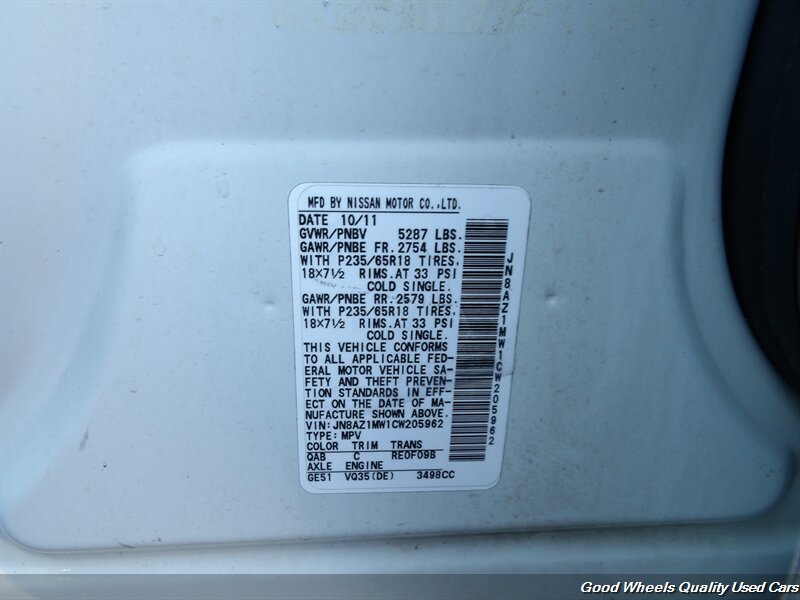 MFD BY NISSAN MOTOR CO.,LTD.
DATE 10/11
GVWR/PNBV 5287 LBS.
GAWR/PNBE FR. 2754 LBS.
WITH P235/65R18 TIRES,
18X7½ RIMS. AT 33 PSI
COLD SINGLE.
GAWR/PNBE RR. 2579 LBS.
WITH P235/65R18 TIRES,
18X7½ RIMS. AT 33 PSI
COLD SINGLE.
THIS VEHICLE CONFORMS
TO ALL APPLICABLE FED-
ERAL MOTOR VEHICLE SA-
FETY AND THEFT PREVEN-
TION STANDARDS IN EFF-
ECT ON THE DATE OF MA-
NUFACTURE SHOWN ABOVE.
VIN: JN8AZ1MW1CW205962
TYPE: MPV
COLOR TRIM TRANS
QAB C RE0F09B
AXLE ENGINE
GE51 VQ35(DE) 3498CC
JN8AZ1MW1CW205962
Good Wheels Quality Used Cars